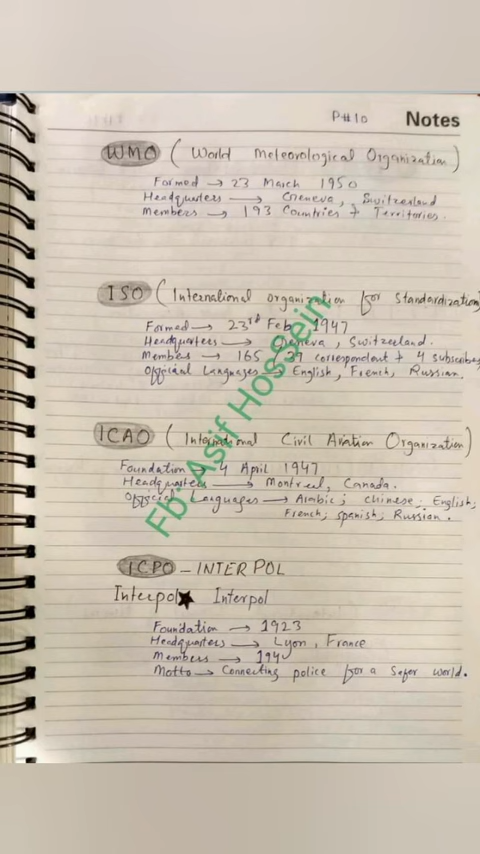 P#10 Notes
WMO (World Meteorological Organization)
Formed → 23 March 1950
Headquarters → Geneva, Switzerland
Members → 193 Countries + Territories.
ISO (International organization for Standardization)
Formed → 23rd Feb 1947
Headquarters → Geneva, Switzerland.
Members → 165 37 correspondent + 4 subscribes
Official Languages → English, French, Russian.
ICAO (International Civil Aviation Organization)
Foundation → 4 April 1947
Headquarters → Montreal, Canada.
Official Languages → Arabic; Chinese; English;
French; spanish; Russian.
ICPO - INTERPOL
Interpol ★ Interpol
Foundation → 1923
Headquarters → Lyon, France
Members → 194
Motto → Connecting police for a safer world.
Fb: Asif Hossein